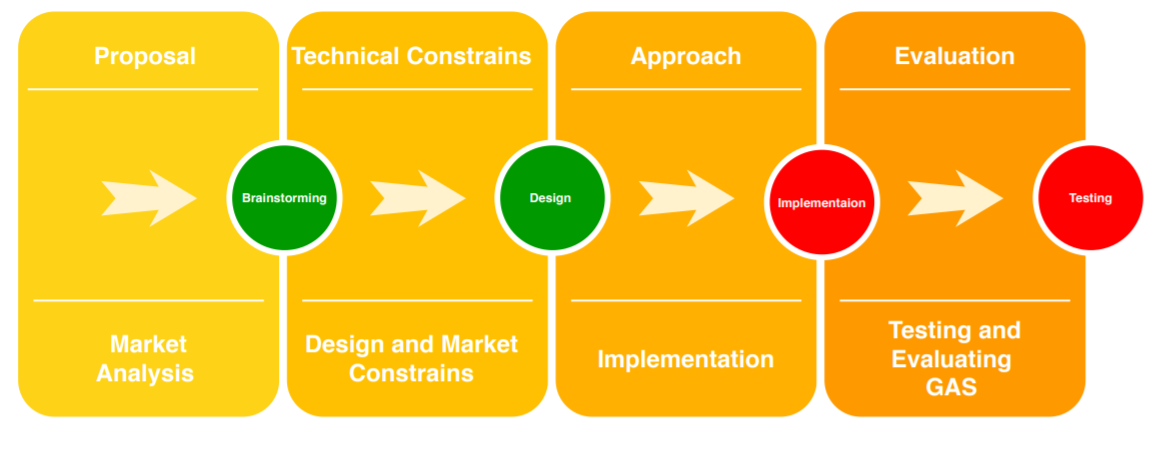 Proposal
Technical Constrains
Approach
Evaluation
Brainstorming
Design
Implementaion
Testing
Market
Analysis
Design and Market
Constrains
Implementation
Testing and
Evaluating
GAS